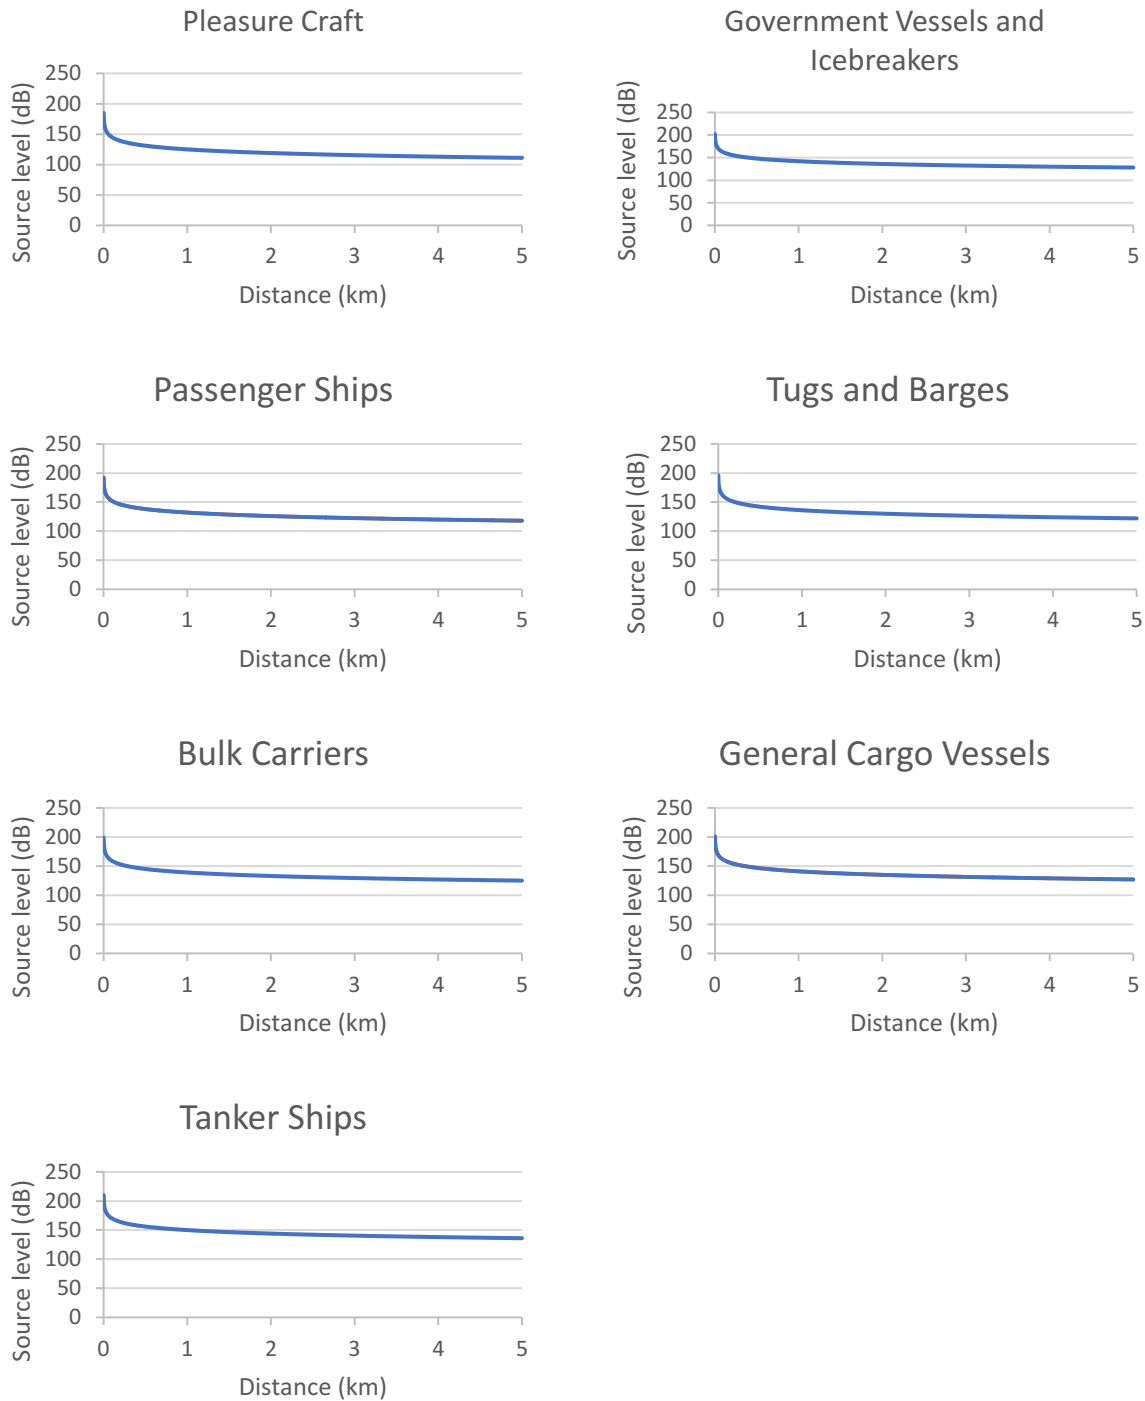 Pleasure Craft
Source level (dB)
250
200
150
100
50
0
0 1 2 3 4 5
Distance (km)
Government Vessels and
Icebreakers
Source level (dB)
250
200
150
100
50
0
0 1 2 3 4 5
Distance (km)
Passenger Ships
Source level (dB)
250
200
150
100
50
0
0 1 2 3 4 5
Distance (km)
Tugs and Barges
Source level (dB)
250
200
150
100
50
0
0 1 2 3 4 5
Distance (km)
Bulk Carriers
Source level (dB)
250
200
150
100
50
0
0 1 2 3 4 5
Distance (km)
General Cargo Vessels
Source level (dB)
250
200
150
100
50
0
0 1 2 3 4 5
Distance (km)
Tanker Ships
Source level (dB)
250
200
150
100
50
0
0 1 2 3 4 5
Distance (km)